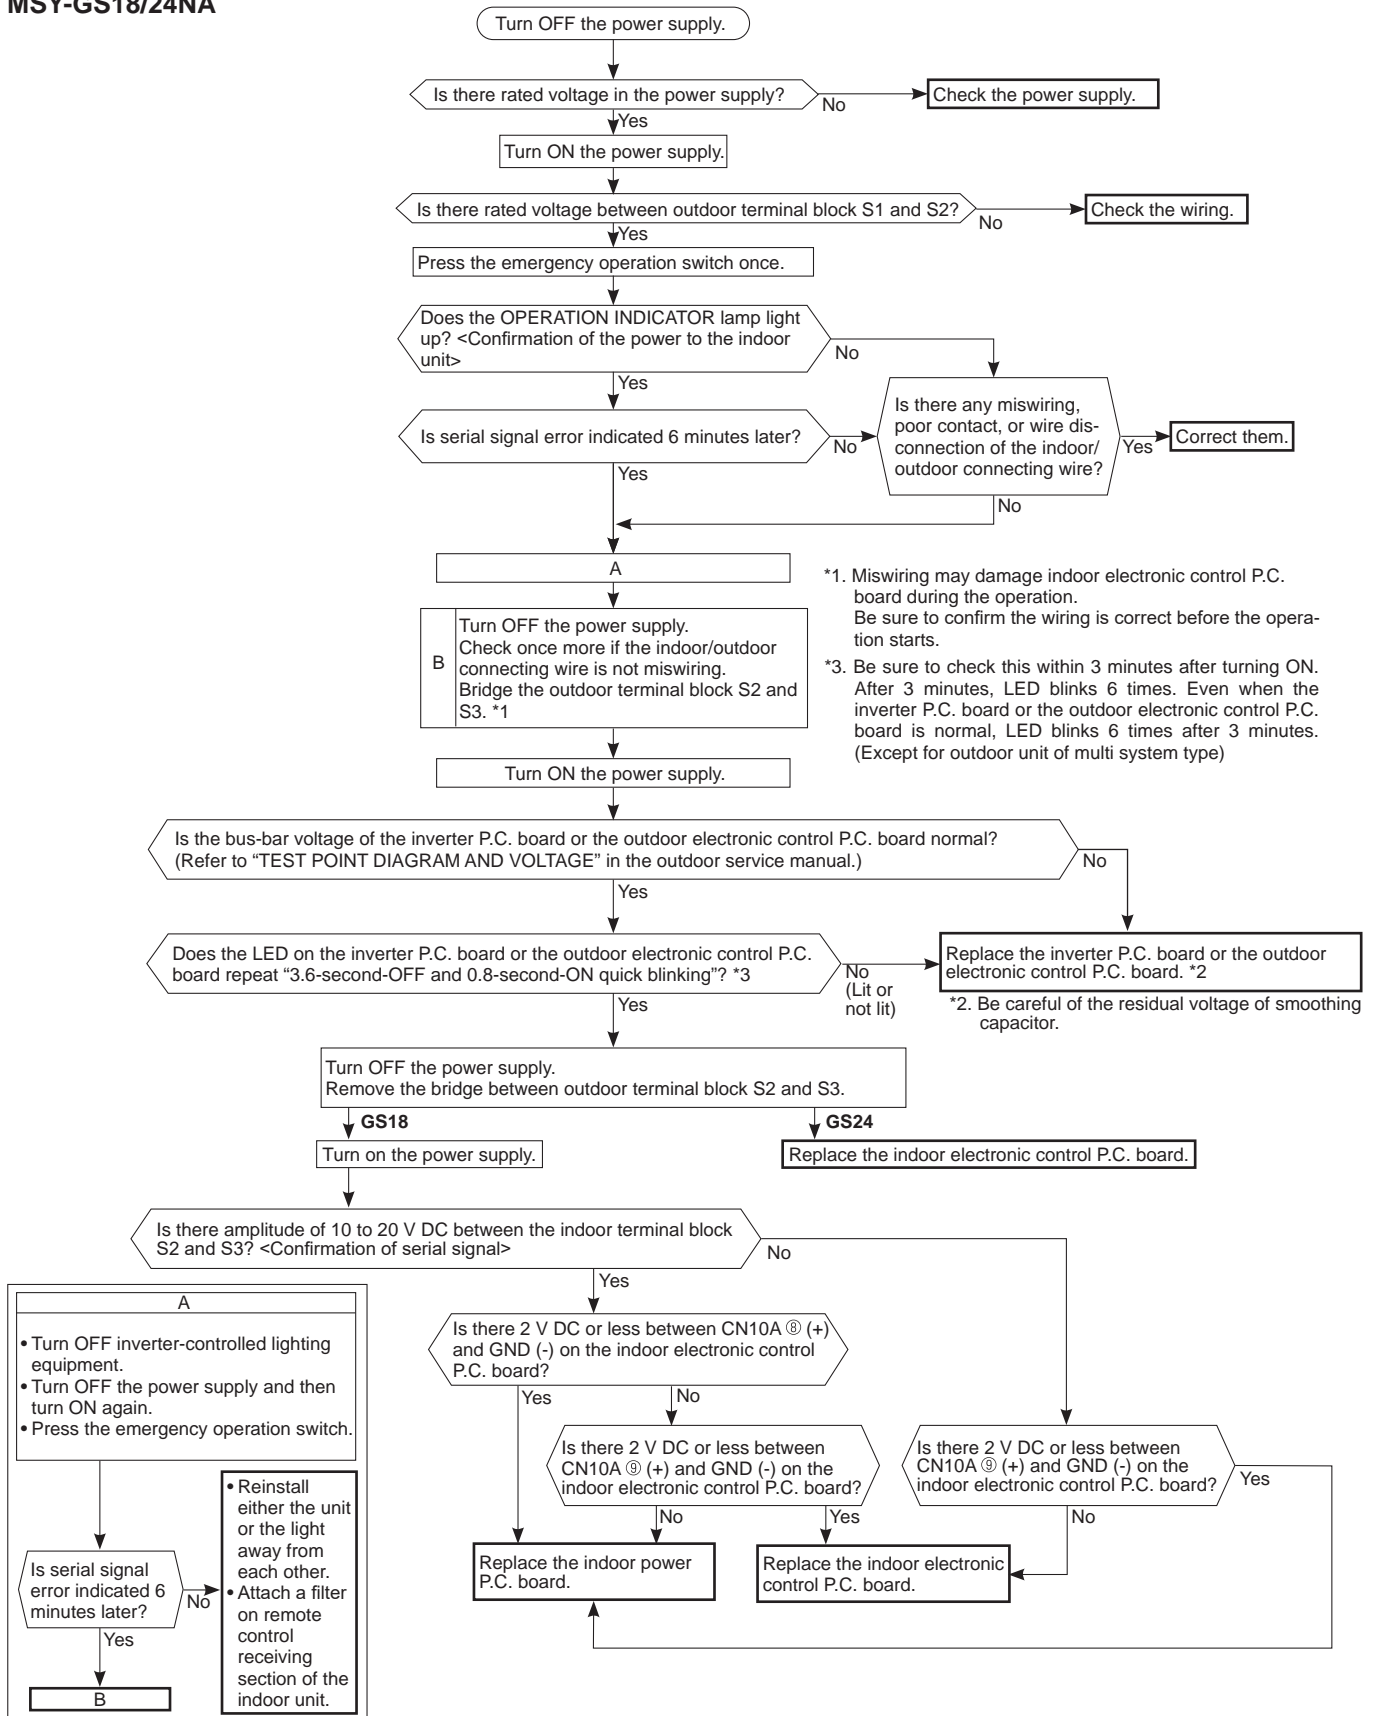 MSY-GS18/24NA
Turn OFF the power supply.
Is there rated voltage in the power supply?
No
Check the power supply.
Yes
Turn ON the power supply.
Is there rated voltage between outdoor terminal block S1 and S2?
No
Check the wiring.
Yes
Press the emergency operation switch once.
Does the OPERATION INDICATOR lamp light
up? <Confirmation of the power to the indoor
unit>
No
Yes
Is there any miswiring,
poor contact, or wire dis-
connection of the indoor/
outdoor connecting wire?
Is serial signal error indicated 6 minutes later?
No
Yes
Correct them.
Yes
No
A
B
Turn OFF the power supply.
Check once more if the indoor/outdoor
connecting wire is not miswiring.
Bridge the outdoor terminal block S2 and
S3. *1
*1. Miswiring may damage indoor electronic control P.C.
board during the operation.
Be sure to confirm the wiring is correct before the opera-
tion starts.
*3. Be sure to check this within 3 minutes after turning ON.
After 3 minutes, LED blinks 6 times. Even when the
inverter P.C. board or the outdoor electronic control P.C.
board is normal, LED blinks 6 times after 3 minutes.
(Except for outdoor unit of multi system type)
Turn ON the power supply.
Is the bus-bar voltage of the inverter P.C. board or the outdoor electronic control P.C. board normal?
(Refer to “TEST POINT DIAGRAM AND VOLTAGE” in the outdoor service manual.)
No
Yes
Does the LED on the inverter P.C. board or the outdoor electronic control P.C.
board repeat “3.6-second-OFF and 0.8-second-ON quick blinking”? *3
No
(Lit or
not lit)
Replace the inverter P.C. board or the outdoor
electronic control P.C. board. *2
*2. Be careful of the residual voltage of smoothing
capacitor.
Yes
Turn OFF the power supply.
Remove the bridge between outdoor terminal block S2 and S3.
GS18
GS24
Turn on the power supply.
Replace the indoor electronic control P.C. board.
Is there amplitude of 10 to 20 V DC between the indoor terminal block
S2 and S3? <Confirmation of serial signal>
No
Yes
Is there 2 V DC or less between CN10A ⑧ (+)
and GND (-) on the indoor electronic control
P.C. board?
Yes
No
Is there 2 V DC or less between
CN10A ⑨ (+) and GND (-) on the
indoor electronic control P.C. board?
No
Yes
Is there 2 V DC or less between
CN10A ⑨ (+) and GND (-) on the
indoor electronic control P.C. board?
Yes
No
Replace the indoor power
P.C. board.
Replace the indoor electronic
control P.C. board.
A
• Turn OFF inverter-controlled lighting
equipment.
• Turn OFF the power supply and then
turn ON again.
• Press the emergency operation switch.
Is serial signal
error indicated 6
minutes later?
No
Yes
B
• Reinstall
either the unit
or the light
away from
each other.
• Attach a filter
on remote
control
receiving
section of the
indoor unit.